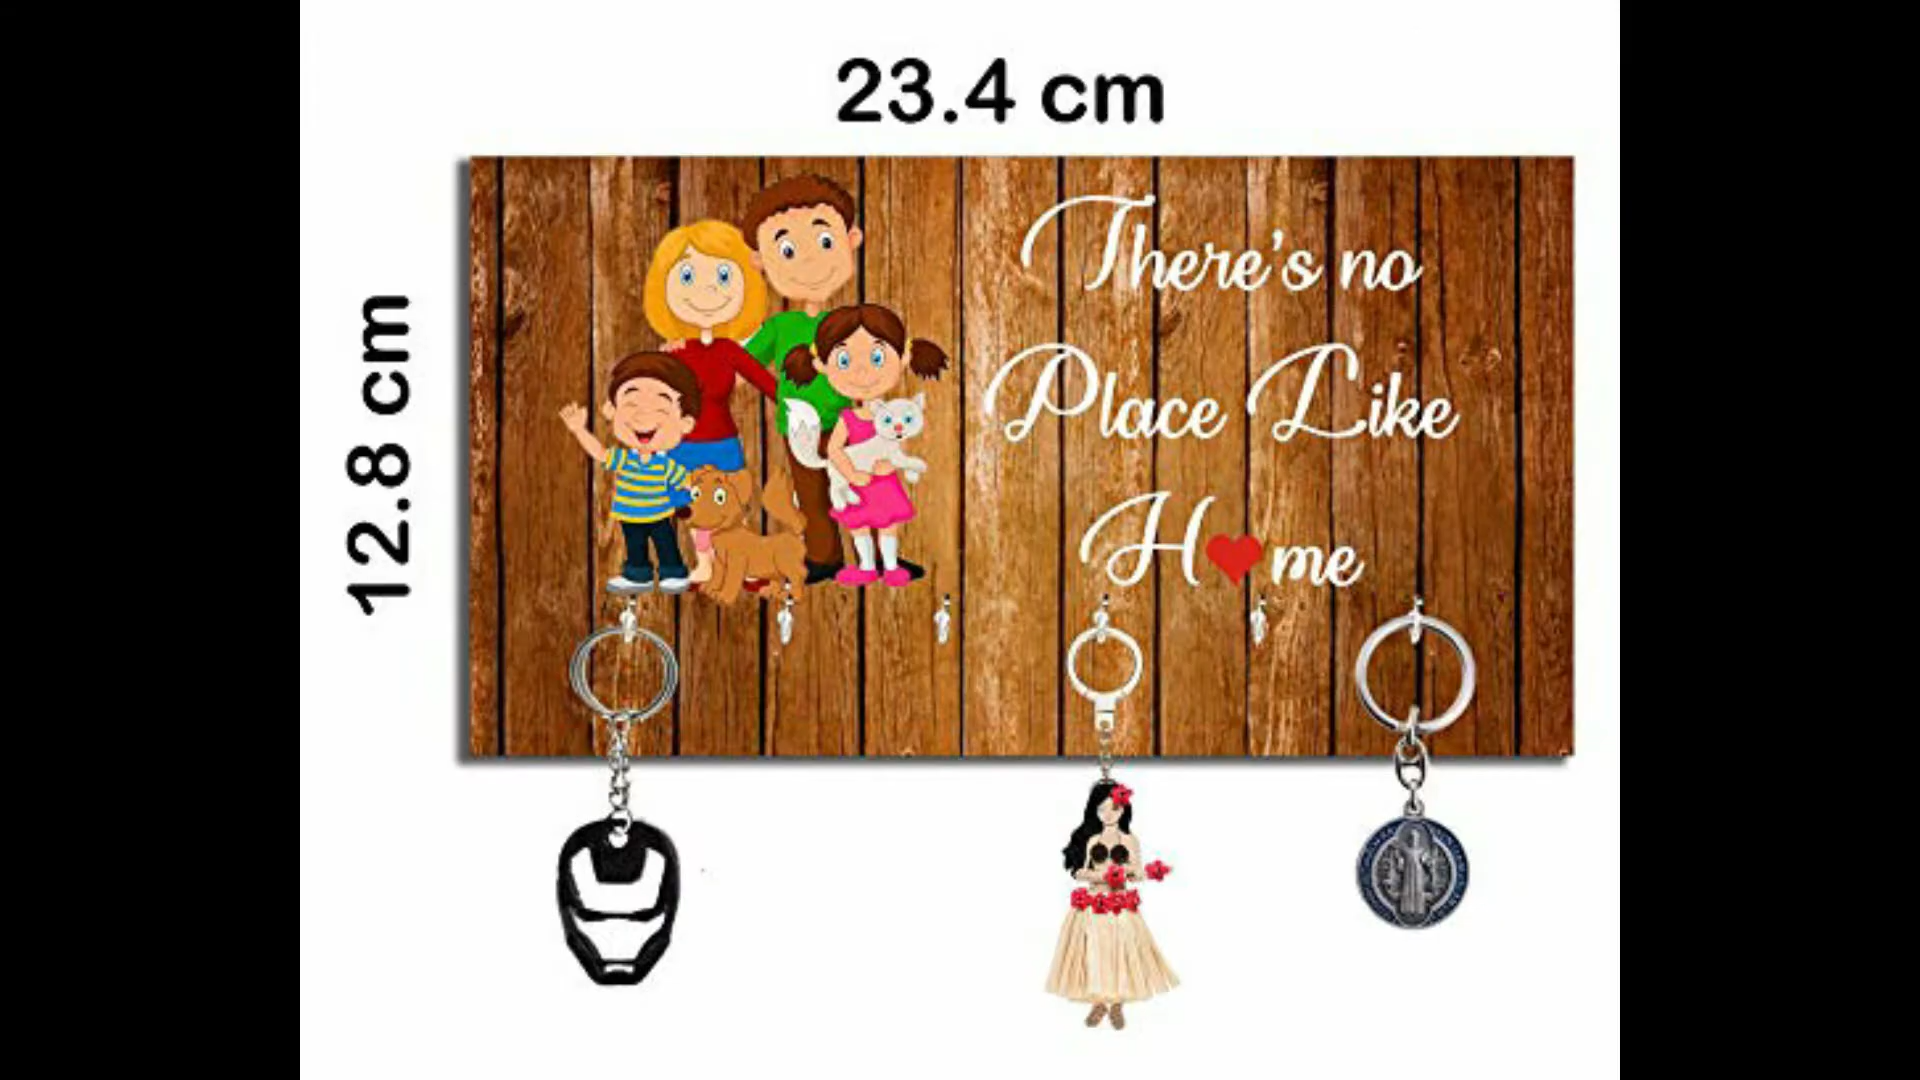 23.4 cm
12.8 cm
There's no
Place Like
H❤me